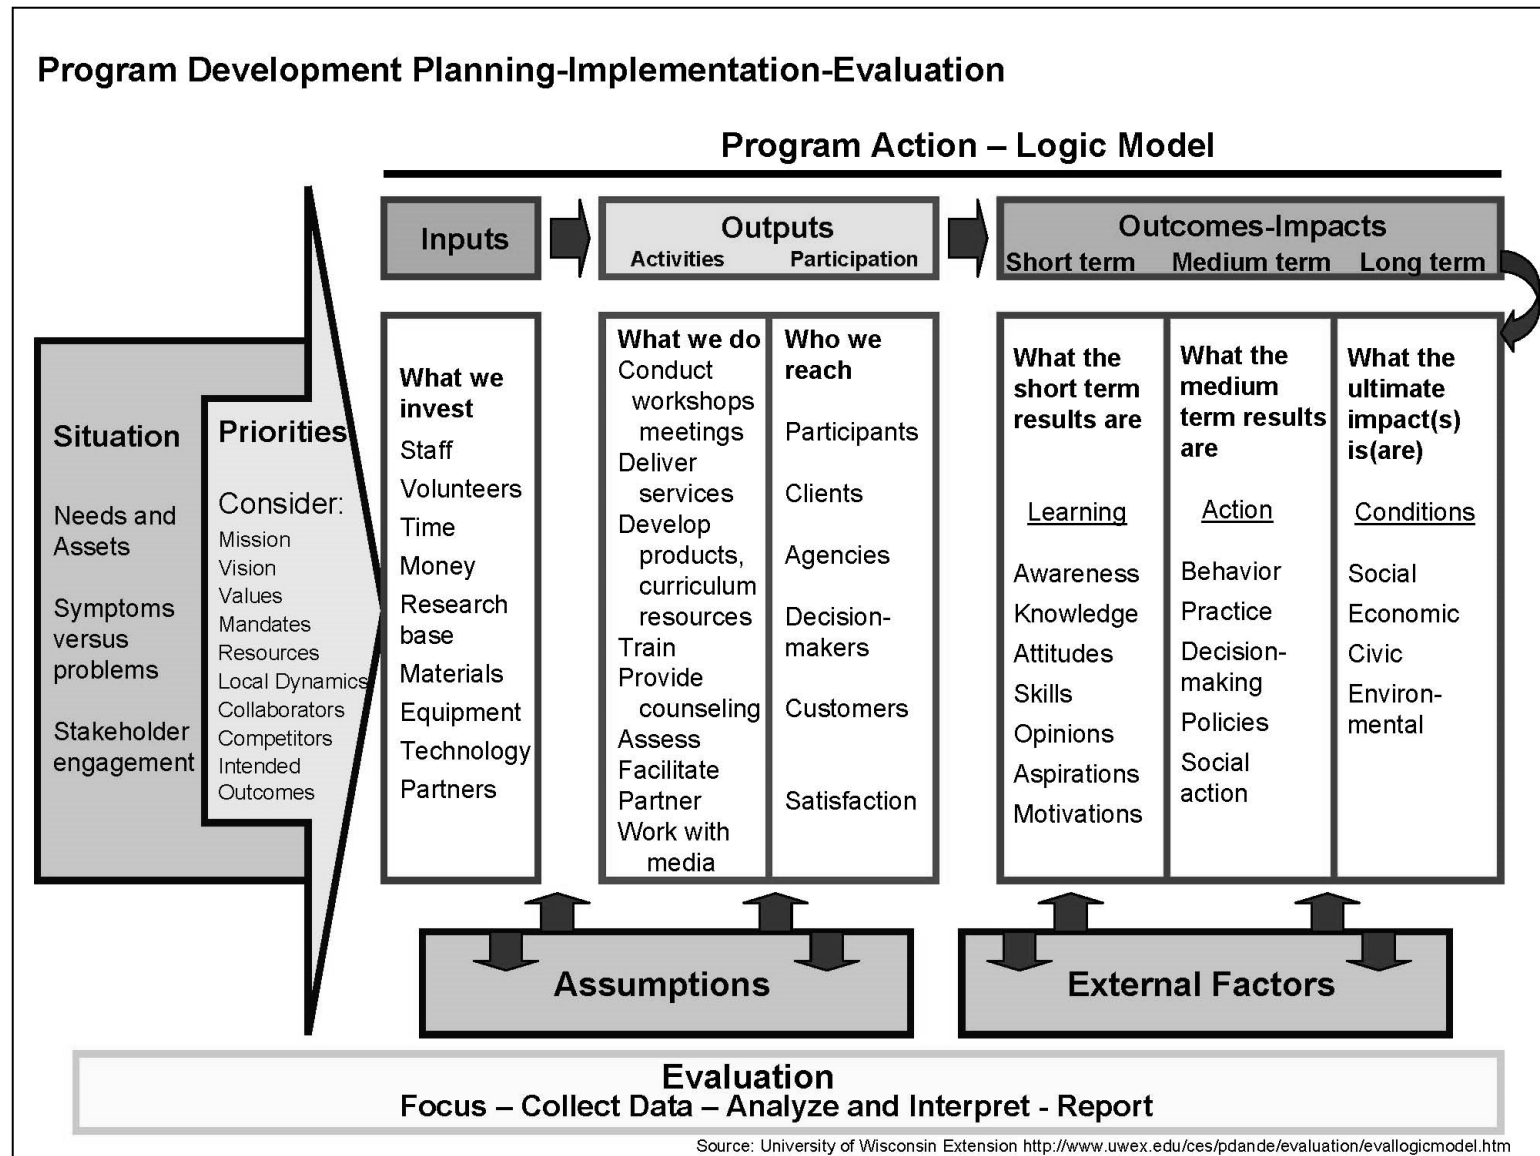 Program Development Planning-Implementation-Evaluation
Program Action – Logic Model
Situation
Needs and
Assets
Symptoms
versus
problems
Stakeholder
engagement
Priorities
Consider:
Mission
Vision
Values
Mandates
Resources
Local Dynamics
Collaborators
Competitors
Intended
Outcomes
Inputs
What we
invest
Staff
Volunteers
Time
Money
Research
base
Materials
Equipment
Technology
Partners
Outputs
Activities
Participation
What we do
Conduct
workshops
meetings
Deliver
services
Develop
products,
curriculum
resources
Train
Provide
counseling
Assess
Facilitate
Partner
Work with
media
Who we
reach
Participants
Clients
Agencies
Decision-
makers
Customers
Satisfaction
Outcomes-Impacts
Short term
Medium term
Long term
What the
short term
results are
Learning
Awareness
Knowledge
Attitudes
Skills
Opinions
Aspirations
Motivations
What the
medium
term results
are
Action
Behavior
Practice
Decision-
making
Policies
Social
action
What the
ultimate
impact(s)
is(are)
Conditions
Social
Economic
Civic
Environ-
mental
Assumptions
External Factors
Evaluation
Focus – Collect Data – Analyze and Interpret - Report
Source: University of Wisconsin Extension http://www.uwex.edu/ces/pdande/evaluation/evallogicmodel.htm